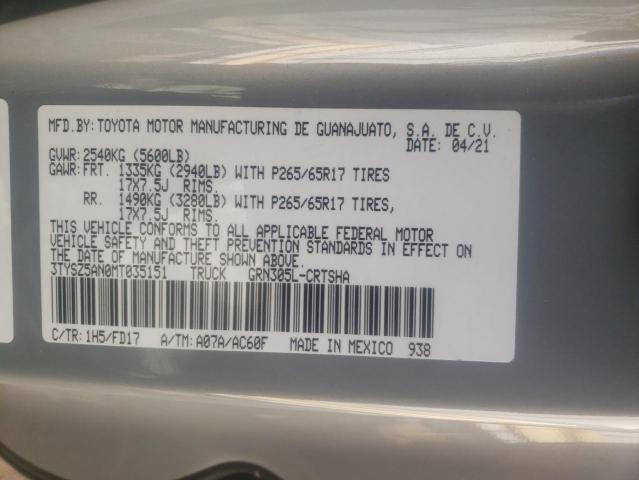 MFD.BY:TOYOTA MOTOR MANUFACTURING DE GUANAJUATO, S.A. DE C.V.
DATE: 04/21
GVWR:2540KG (5600LB)
GAWR:FRT. 1335KG (2940LB) WITH P265/65R17 TIRES
17X7.5J RIMS.
RR. 1490KG (3280LB) WITH P265/65R17 TIRES,
17X7.5J RIMS.
THIS VEHICLE CONFORMS TO ALL APPLICABLE FEDERAL MOTOR
VEHICLE SAFETY AND THEFT PREVENTION STANDARDS IN EFFECT ON
THE DATE OF MANUFACTURE SHOWN ABOVE.
3TYSZ5AN0MT035151 TRUCK GRN305L-CRTSHA
C/TR:1H5/FD17 A/TM:A07A/AC60F MADE IN MEXICO 938